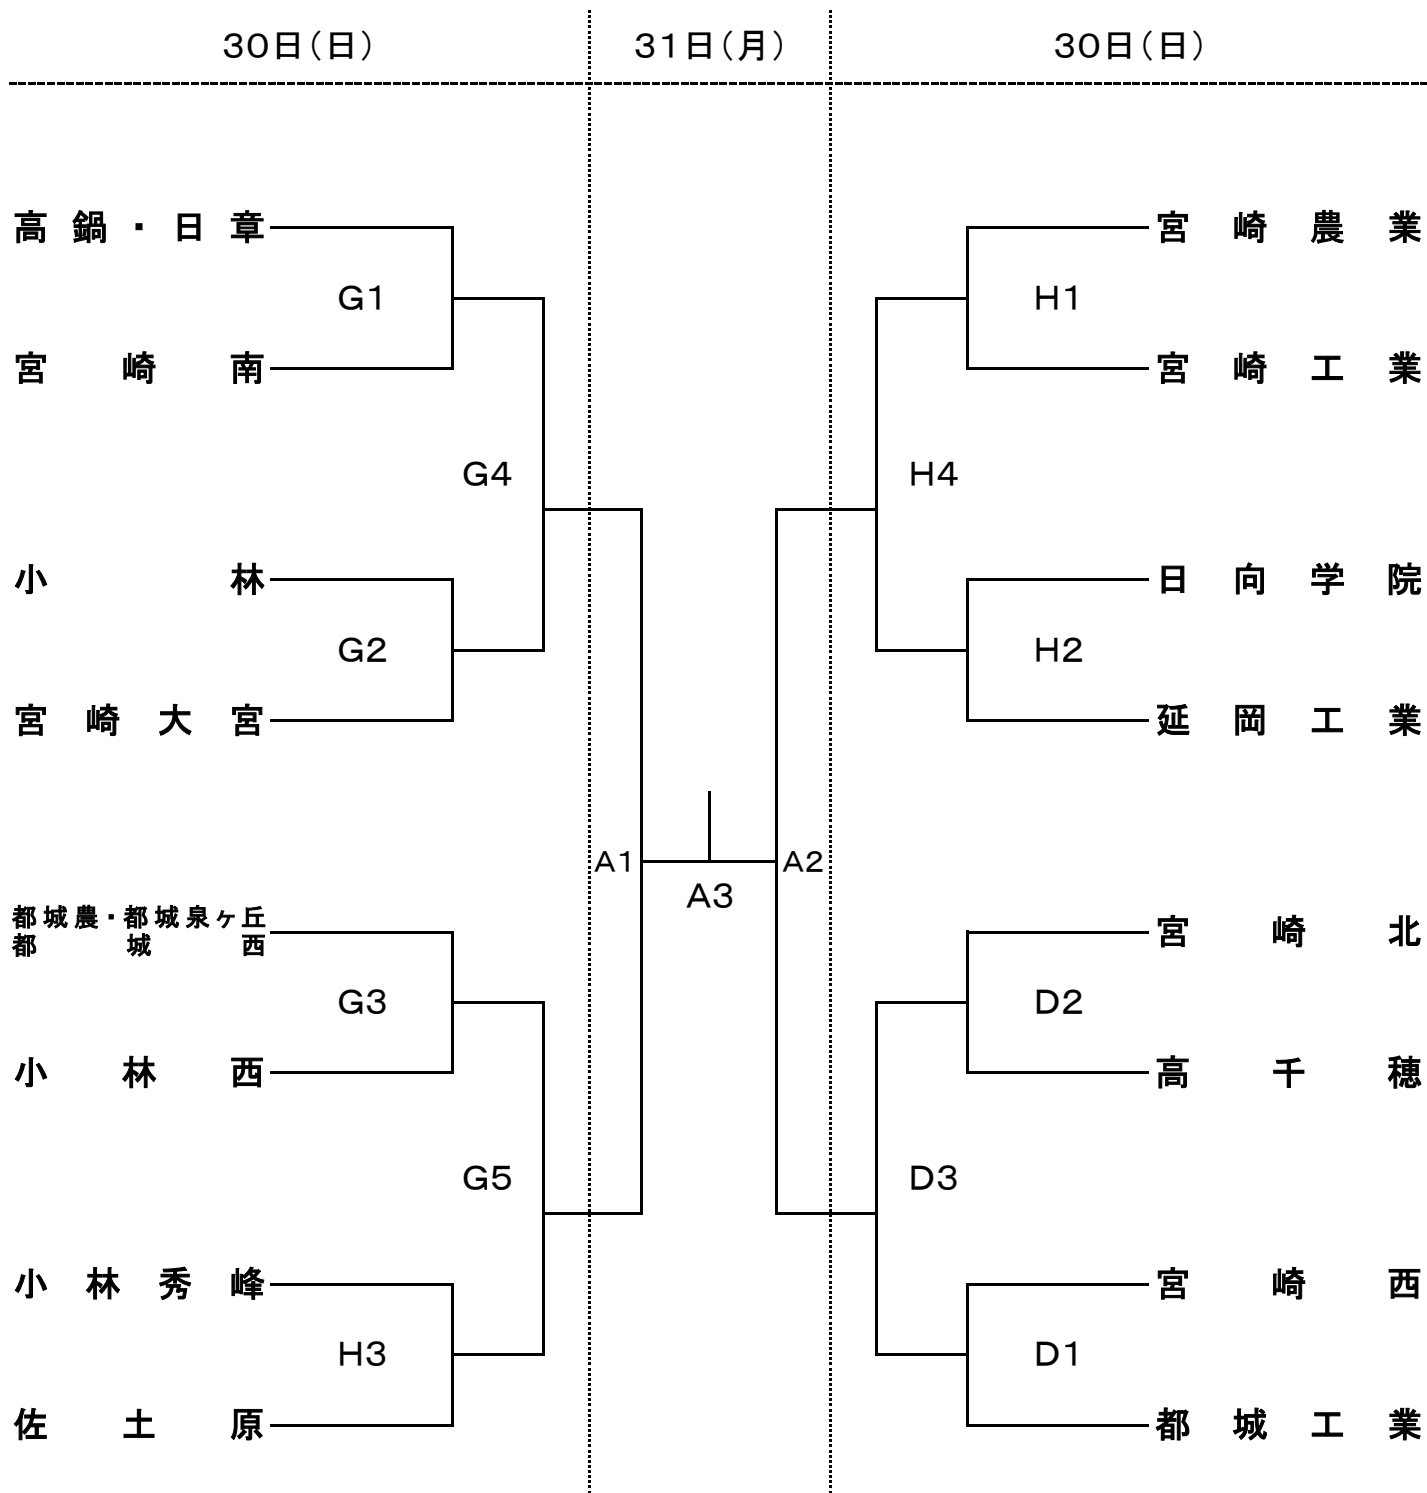 30日(日) 31日(月) 30日(日)
高鍋・日章
宮崎農業
G1
H1
宮崎南
宮崎工業
G4
H4
小林
日向学院
G2
H2
宮崎大宮
延岡工業
A1
A2
A3
都城農・都城泉ヶ丘
都城西
宮崎北
G3
D2
小林西
高千穂
G5
D3
小林秀峰
宮崎西
H3
D1
佐土原
都城工業